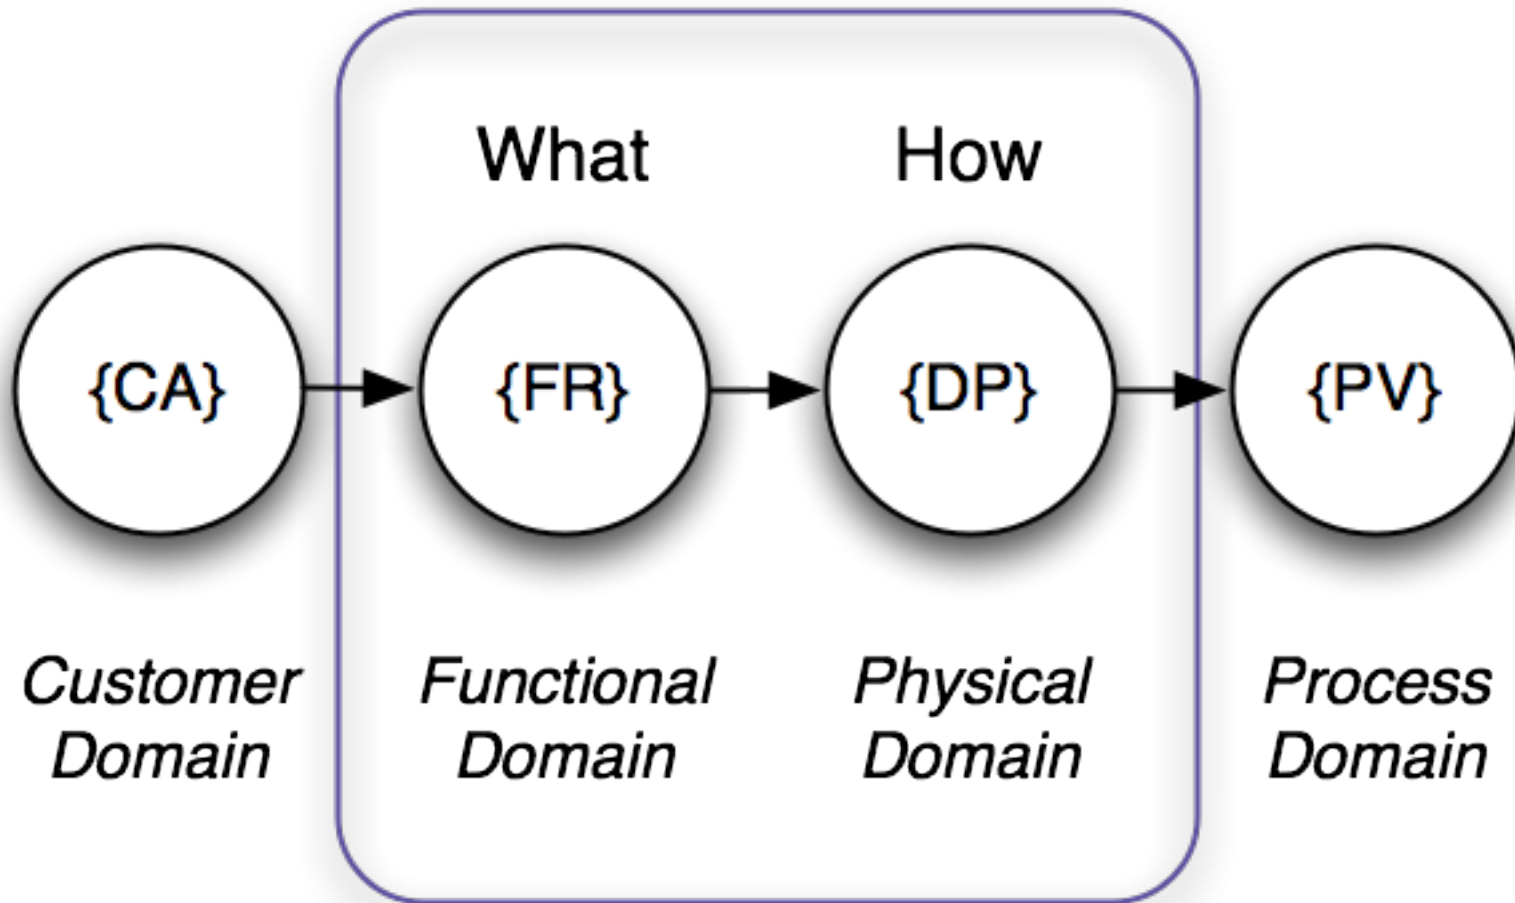 What
How
{CA}
{FR}
{DP}
{PV}
Customer
Domain
Functional
Domain
Physical
Domain
Process
Domain